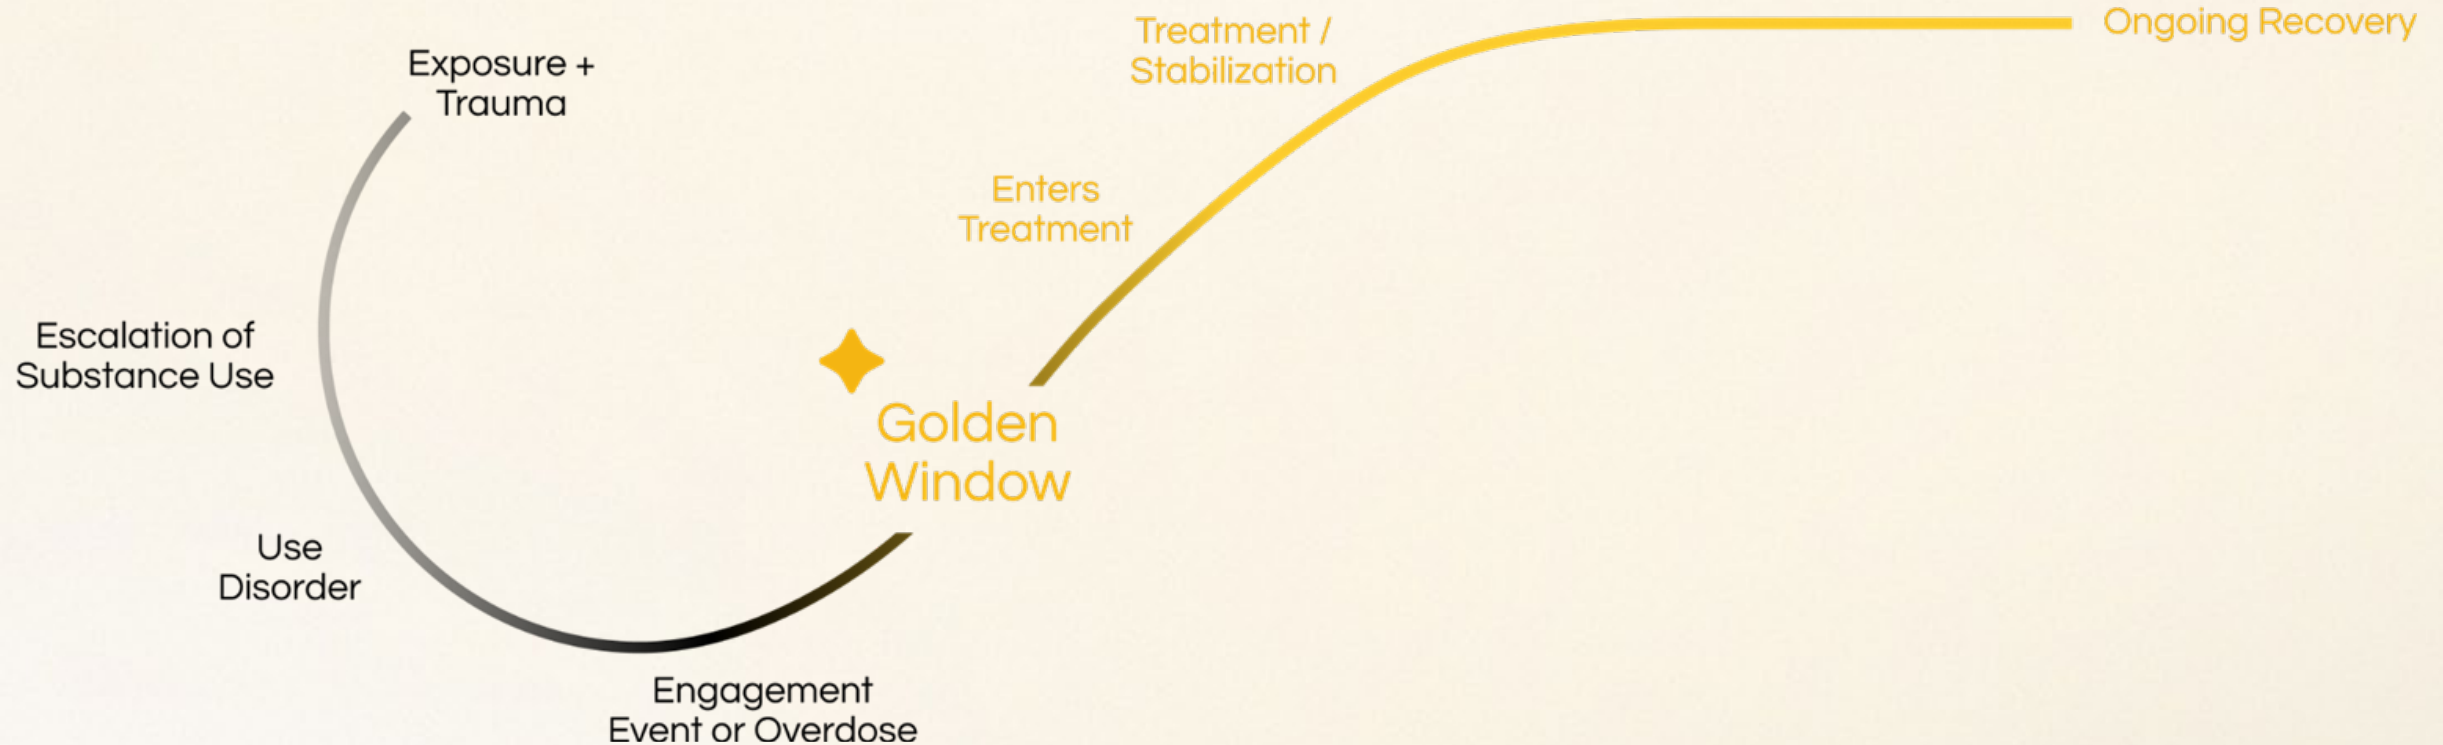 Exposure +
Trauma
Escalation of
Substance Use
Use
Disorder
Engagement
Event or Overdose
Golden
Window
Enters
Treatment
Treatment /
Stabilization
Ongoing Recovery